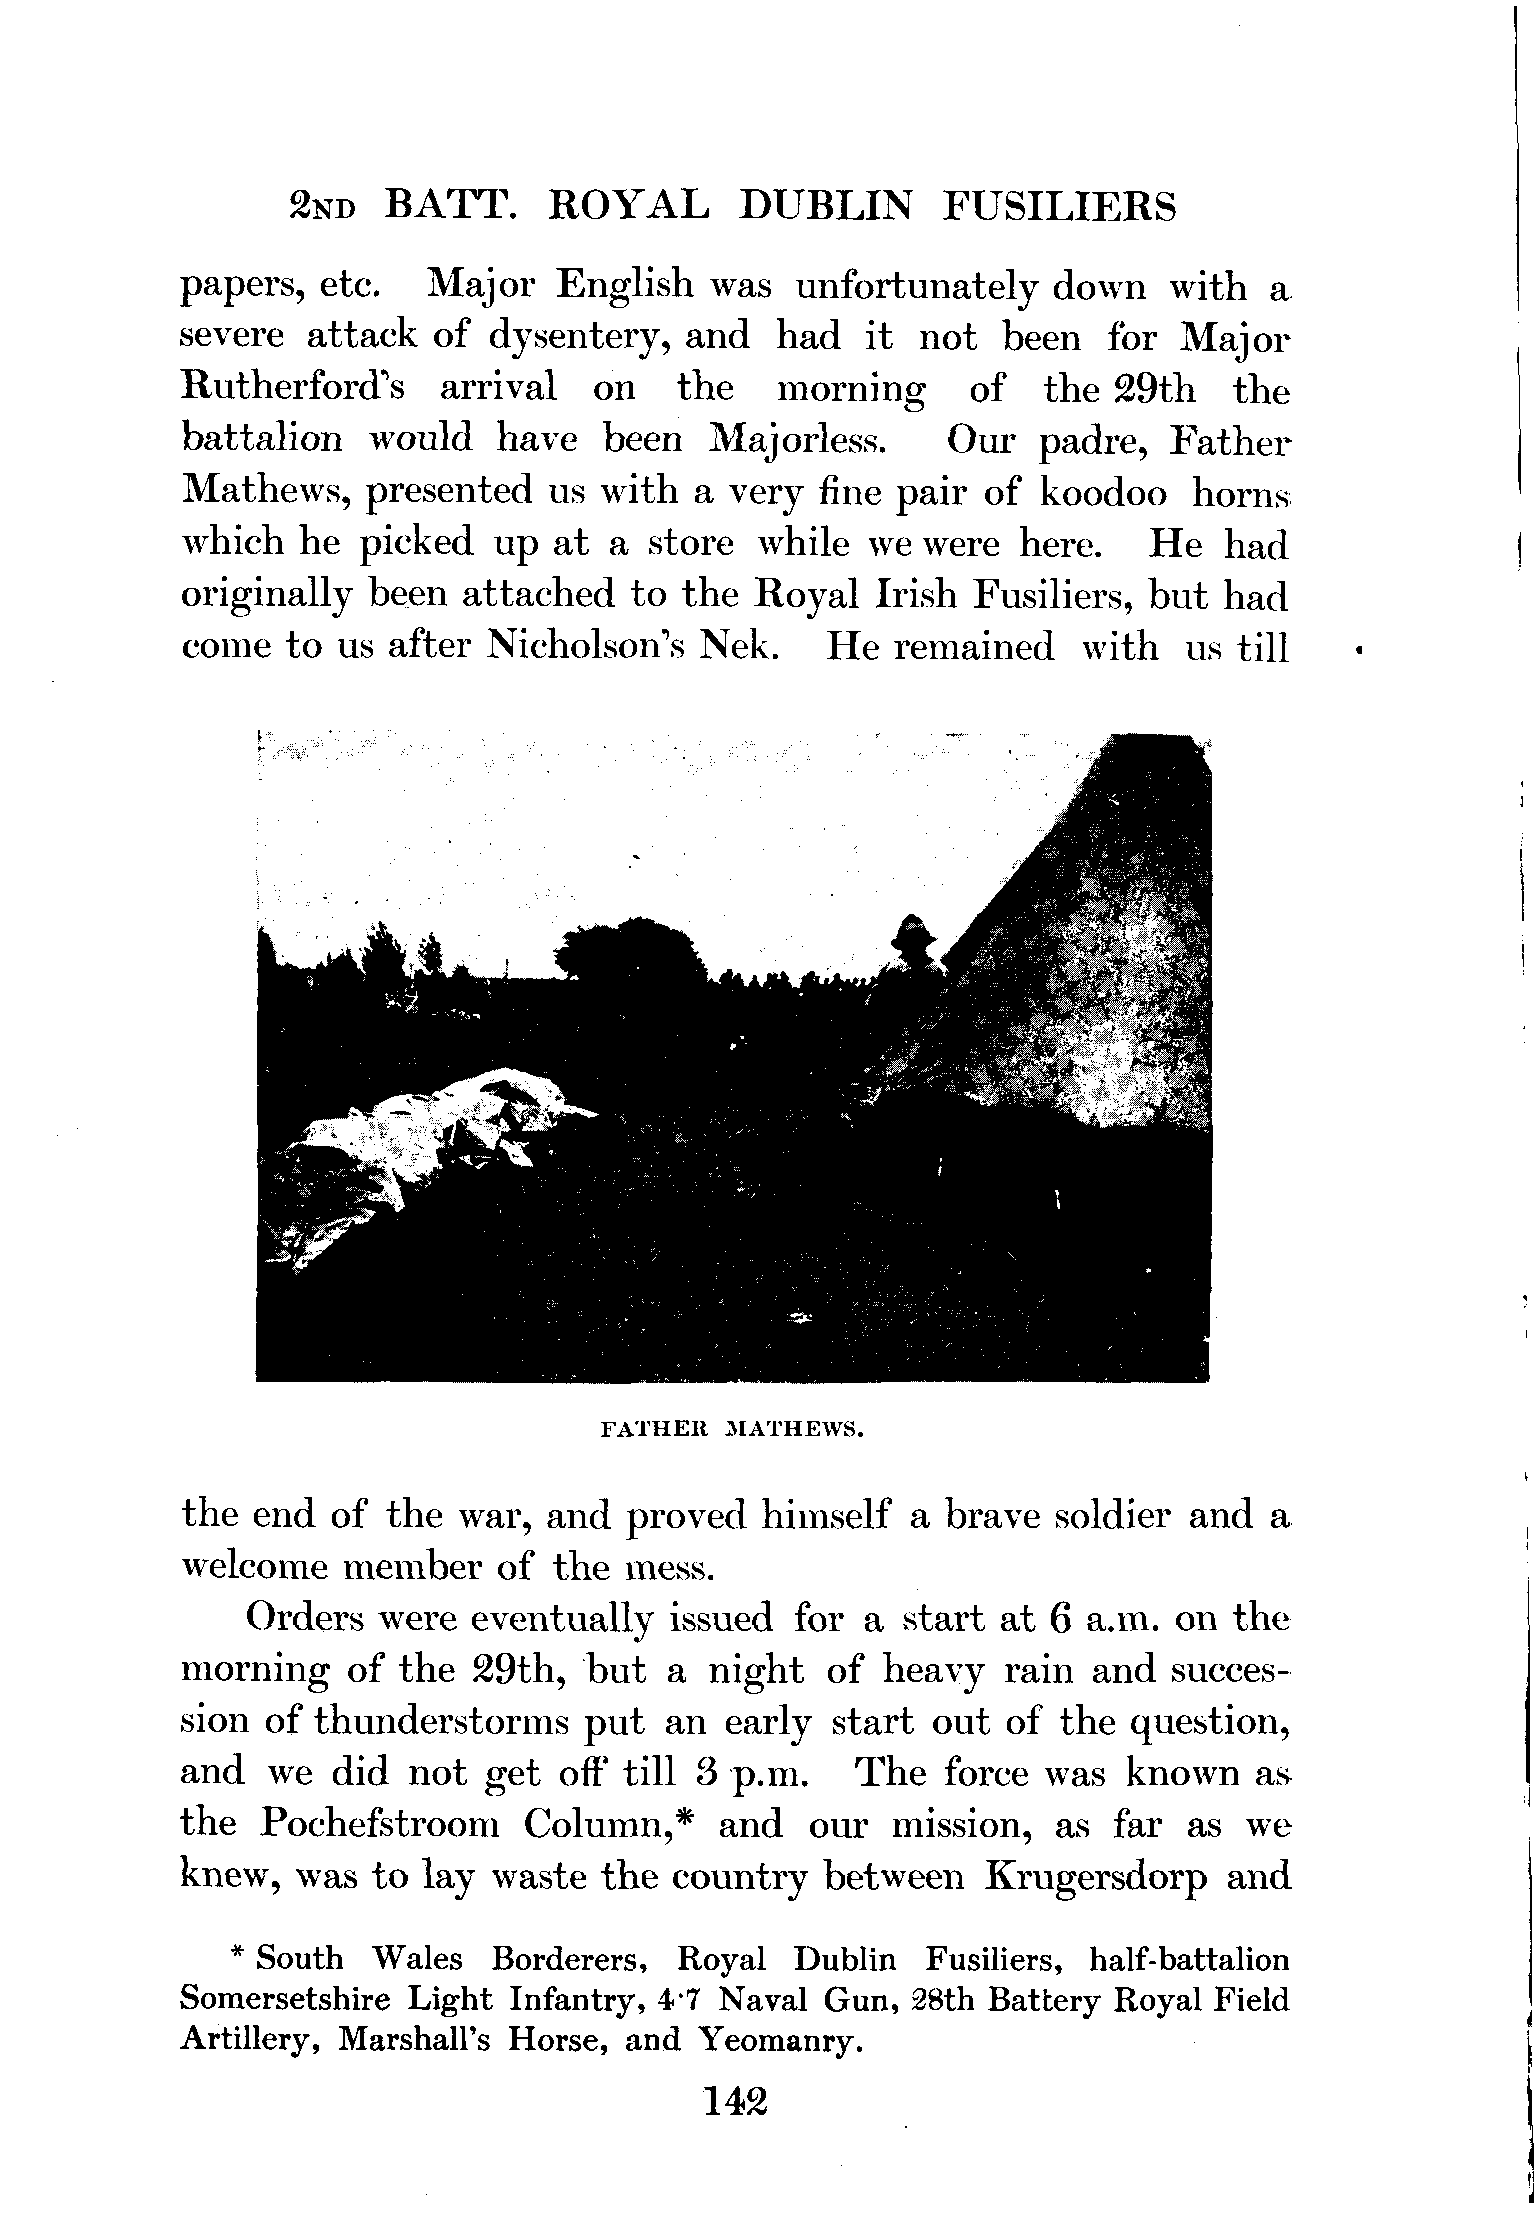 2ND BATT. ROYAL DUBLIN FUSILIERS
papers, etc. Major English was unfortunately down with a
severe attack of dysentery, and had it not been for Major
Rutherford's arrival on the morning of the 29th the
battalion would have been Majorless. Our padre, Father
Mathews, presented us with a very fine pair of koodoo horns
which he picked up at a store while we were here. He had
originally been attached to the Royal Irish Fusiliers, but had
come to us after Nicholson's Nek. He remained with us till
FATHER MATHEWS.
the end of the war, and proved himself a brave soldier and a
welcome member of the mess.
Orders were eventually issued for a start at 6 a.m. on the
morning of the 29th, but a night of heavy rain and succes-
sion of thunderstorms put an early start out of the question,
and we did not get off till 3 p.m. The force was known as
the Pochefstroom Column,* and our mission, as far as we
knew, was to lay waste the country between Krugersdorp and
* South Wales Borderers, Royal Dublin Fusiliers, half-battalion
Somersetshire Light Infantry, 4·7 Naval Gun, 28th Battery Royal Field
Artillery, Marshall's Horse, and Yeomanry.
142